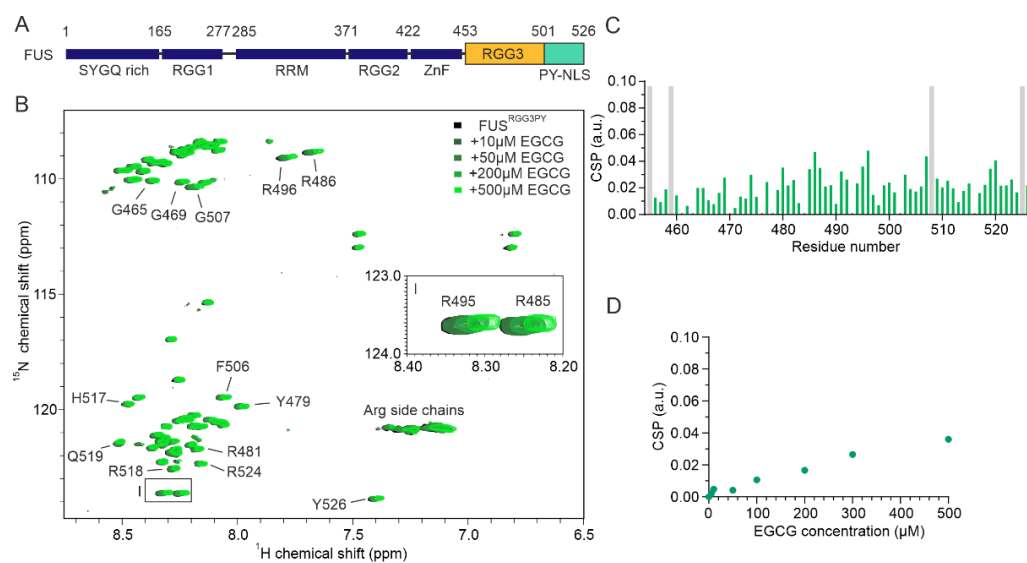 A
1 165 277 285 371 422 453 501 526
FUS
SYGQ rich RGG1 RRM RGG2 ZnF RGG3 PY-NLS
B
FUS^RGG3PY
+10μM EGCG
+50μM EGCG
+200μM EGCG
+500μM EGCG
R496 R486
G465
G469
G507
I
R495 R485
123.0
124.0
8.40 8.30 8.20
F506
H517
Y479
Arg side chains
Q519
R481
R518
R524
I
Y526
110
115
120
15N chemical shift (ppm)
8.5 8.0 7.5 7.0 6.5
1H chemical shift (ppm)
C
CSP (a.u.)
0.10
0.08
0.06
0.04
0.02
0.00
460 470 480 490 500 510 520
Residue number
D
CSP (a.u.)
0.10
0.08
0.06
0.04
0.02
0.00
0 100 200 300 400 500
EGCG concentration (μM)